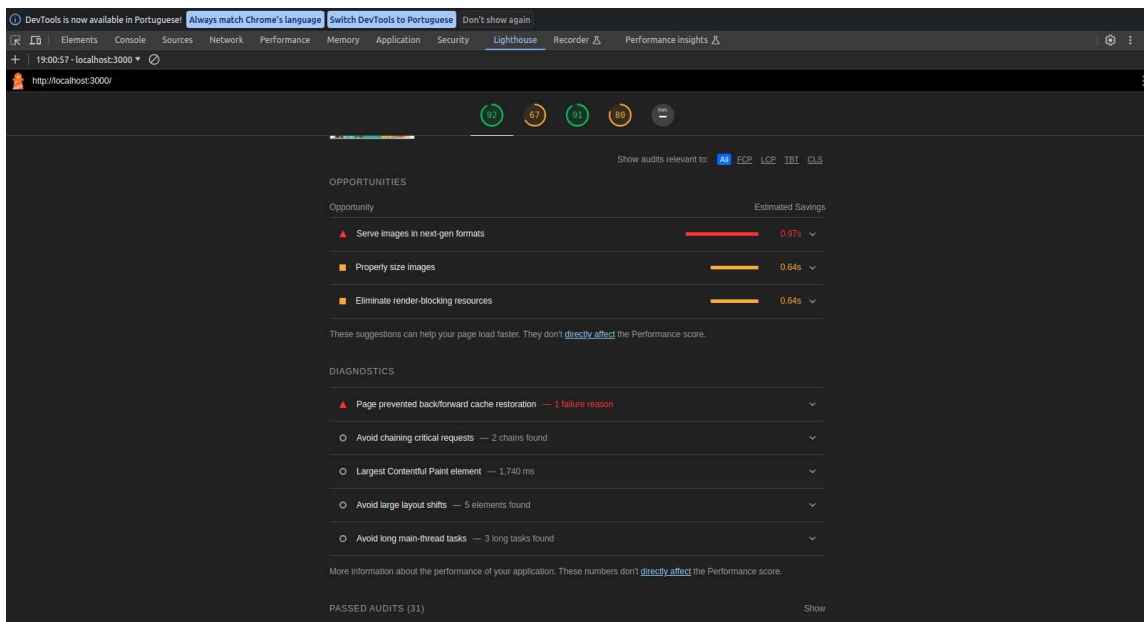 DevTools is now available in Portuguese! Always match Chrome's language Switch DevTools to Portuguese Don't show again
Elements Console Sources Network Performance Memory Application Security Lighthouse Recorder Performance insights
19:00:57 - localhost:3000
http://localhost:3000/
92 67 91 80 PWA
Show audits relevant to: All FCP LCP TBT CLS
OPPORTUNITIES
Opportunity Estimated Savings
Serve images in next-gen formats 0.97s
Properly size images 0.64s
Eliminate render-blocking resources 0.64s
These suggestions can help your page load faster. They don't directly affect the Performance score.
DIAGNOSTICS
Page prevented back/forward cache restoration — 1 failure reason
Avoid chaining critical requests — 2 chains found
Largest Contentful Paint element — 1,740 ms
Avoid large layout shifts — 5 elements found
Avoid long main-thread tasks — 3 long tasks found
More information about the performance of your application. These numbers don't directly affect the Performance score.
PASSED AUDITS (31) Show